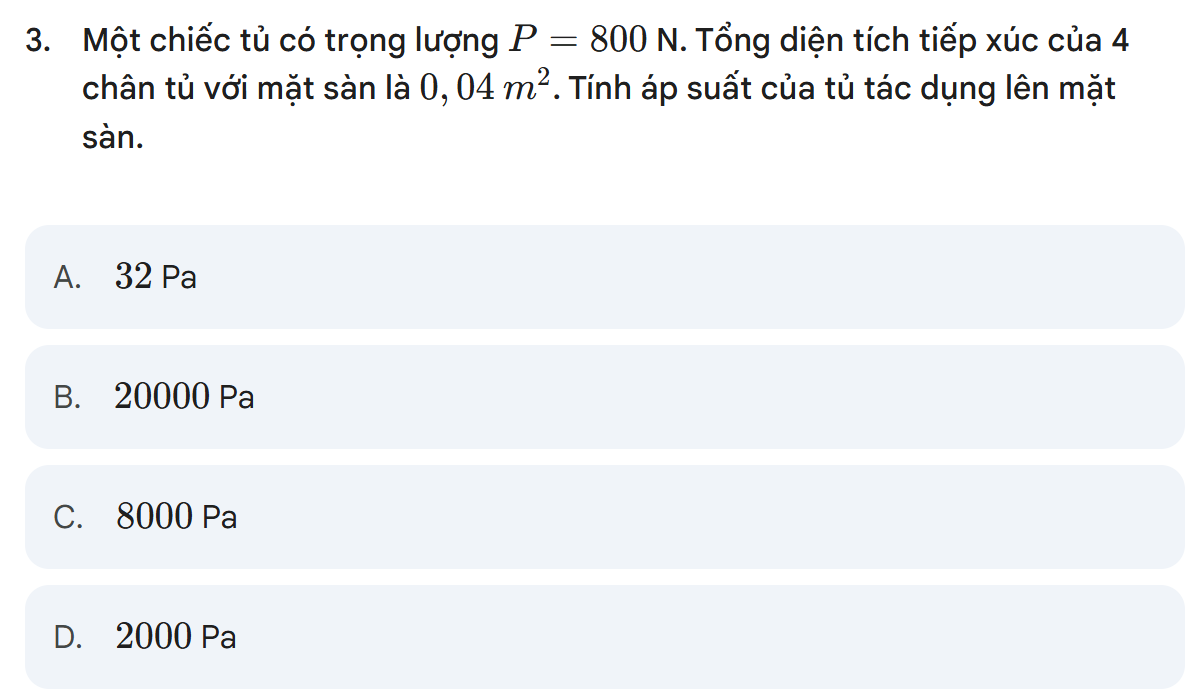 3. Một chiếc tủ có trọng lượng P = 800 N. Tổng diện tích tiếp xúc của 4
chân tủ với mặt sàn là 0, 04 m². Tính áp suất của tủ tác dụng lên mặt
sàn.
A. 32 Pa
B. 20000 Pa
C. 8000 Pa
D. 2000 Pa